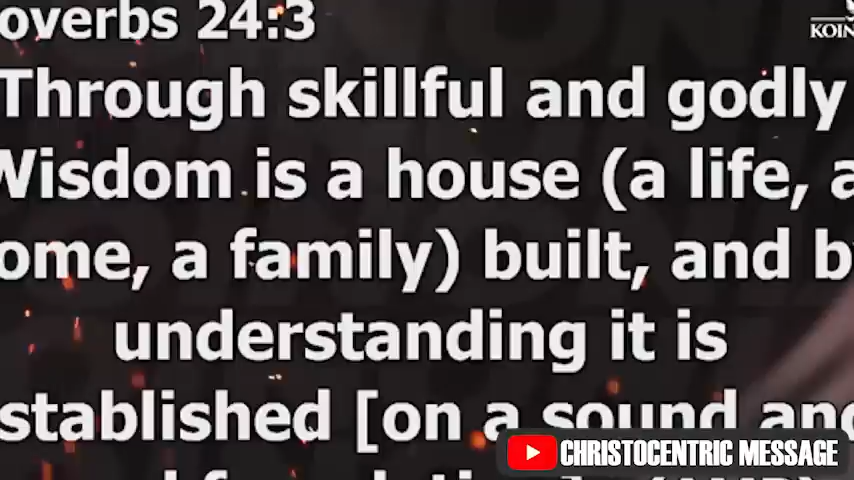 overbs 24:3
KOIN
Through skillful and godly
Wisdom is a house (a life, a
ome, a family) built, and b
understanding it is
stablished [on a sound and
CHRISTOCENTRIC MESSAGE